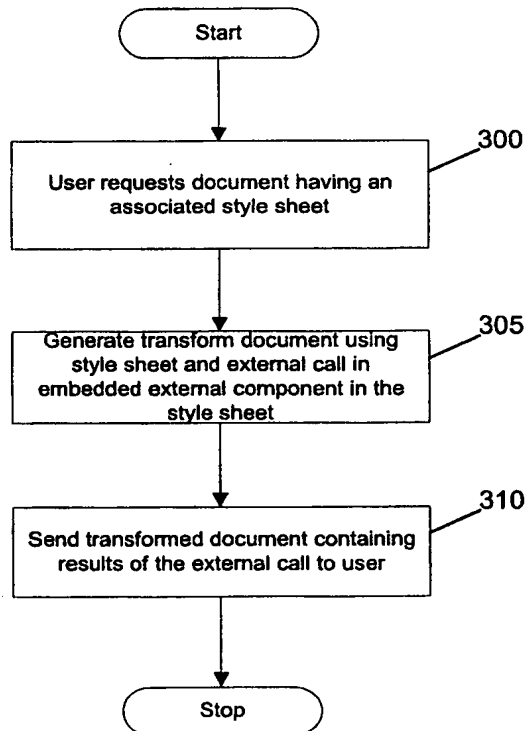 Start
300
User requests document having an
associated style sheet
305
Generate transform document using
style sheet and external call in
embedded external component in the
style sheet
310
Send transformed document containing
results of the external call to user
Stop